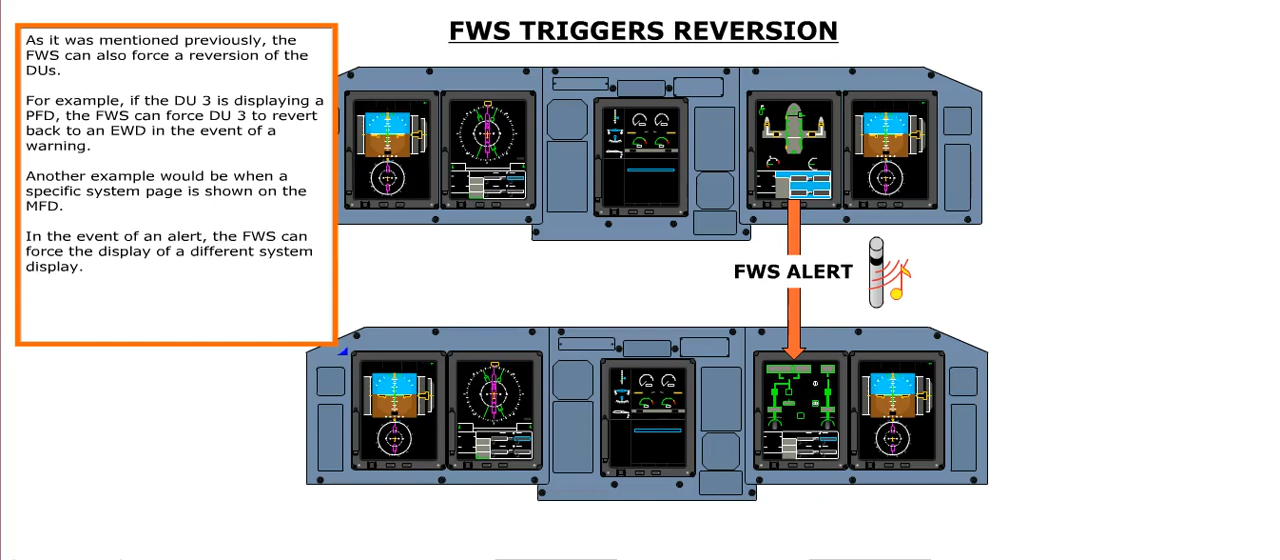 FWS TRIGGERS REVERSION
As it was mentioned previously, the
FWS can also force a reversion of the
DUs.
For example, if the DU 3 is displaying a
PFD, the FWS can force DU 3 to revert
back to an EWD in the event of a
warning.
Another example would be when a
specific system page is shown on the
MFD.
In the event of an alert, the FWS can
force the display of a different system
display.
FWS ALERT